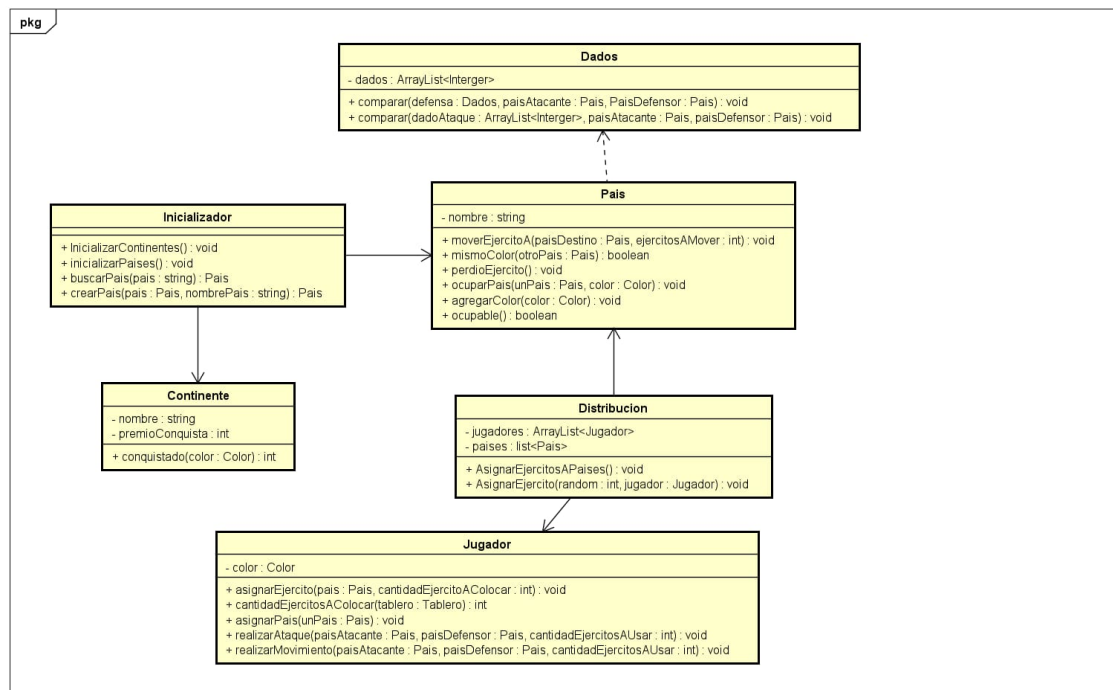 pkg
Dados
- dados : ArrayList<Interger>
+ comparar(defensa : Dados, paisAtacante : Pais, PaisDefensor : Pais) : void
+ comparar(dadoAtaque : ArrayList<Interger>, paisAtacante : Pais, paisDefensor : Pais) : void
Pais
- nombre : string
+ moverEjercitoA(paisDestino : Pais, ejercitosAMover : int) : void
+ mismoColor(otroPais : Pais) : boolean
+ perdioEjercito() : void
+ ocuparPais(unPais : Pais, color : Color) : void
+ agregarColor(color : Color) : void
+ ocupable() : boolean
Inicializador
+ InicializarContinentes() : void
+ inicializarPaises() : void
+ buscarPais(pais : string) : Pais
+ crearPais(pais : Pais, nombrePais : string) : Pais
Continente
- nombre : string
- premioConquista : int
+ conquistado(color : Color) : int
Distribucion
- jugadores : ArrayList<Jugador>
- paises : list<Pais>
+ AsignarEjercitosAPaises() : void
+ AsignarEjercito(random : int, jugador : Jugador) : void
Jugador
- color : Color
+ asignarEjercito(pais : Pais, cantidadEjercitoAColocar : int) : void
+ cantidadEjercitosAColocar(tablero : Tablero) : int
+ asignarPais(unPais : Pais) : void
+ realizarAtaque(paisAtacante : Pais, paisDefensor : Pais, cantidadEjercitosAUsar : int) : void
+ realizarMovimiento(paisAtacante : Pais, paisDefensor : Pais, cantidadEjercitosAUsar : int) : void